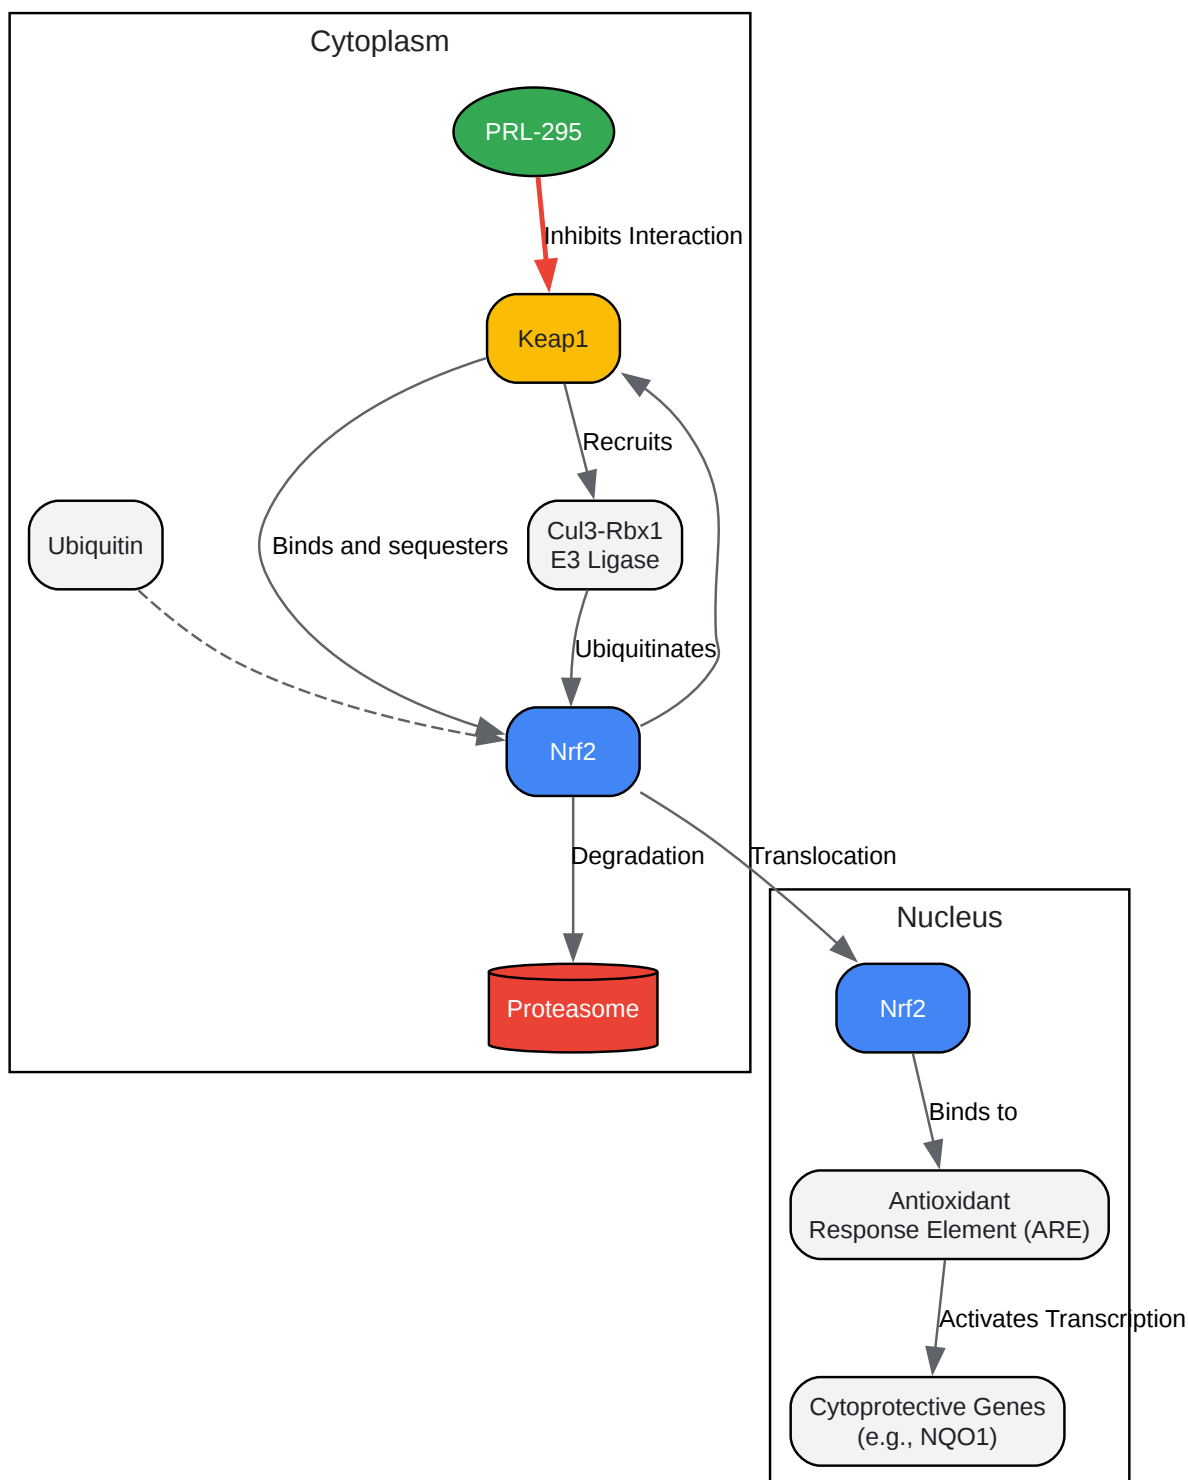 Cytoplasm
PRL-295
Inhibits Interaction
Keap1
Recruits
Ubiquitin
Binds and sequesters
Cul3-Rbx1
E3 Ligase
Ubiquitinates
Nrf2
Degradation
Translocation
Nucleus
Proteasome
Nrf2
Binds to
Antioxidant
Response Element (ARE)
Activates Transcription
Cytoprotective Genes
(e.g., NQO1)